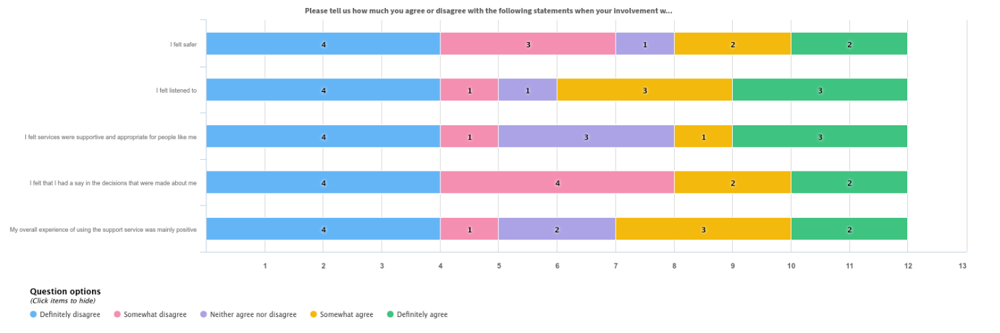 Please tell us how much you agree or disagree with the following statements when your involvement w...
I felt safer
4 3 1 2 2
I felt listened to
4 1 1 3 3
I felt services were supportive and appropriate for people like me
4 1 3 1 3
I felt that I had a say in the decisions that were made about me
4 4 2 2
My overall experience of using the support service was mainly positive
4 1 2 3 2
1 2 3 4 5 6 7 8 9 10 11 12 13
Question options
(Click items to hide)
Definitely disagree Somewhat disagree Neither agree nor disagree Somewhat agree Definitely agree